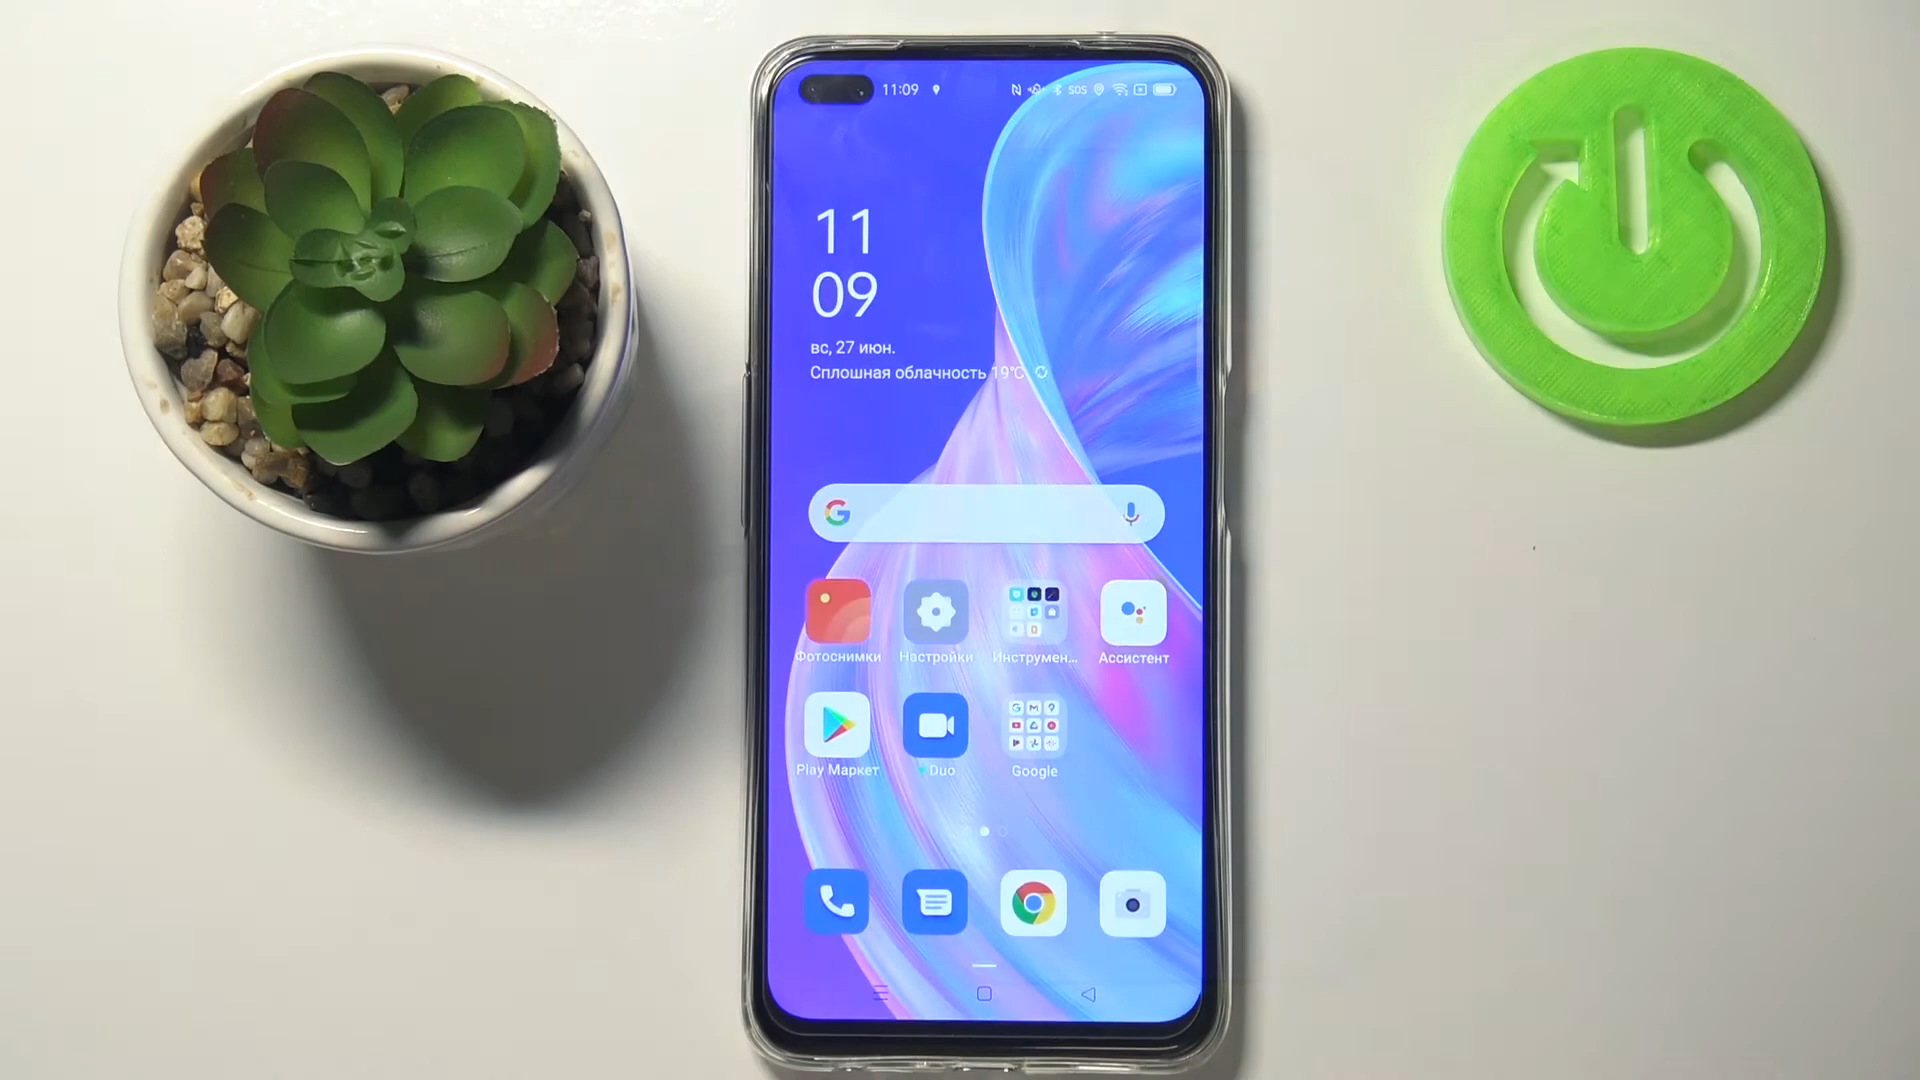 11:09
SOS
11
09
вс, 27 июн.
Сплошная облачность 19°C
Фотоснимки Настройки Инструмен... Ассистент
Play Маркет Duo Google